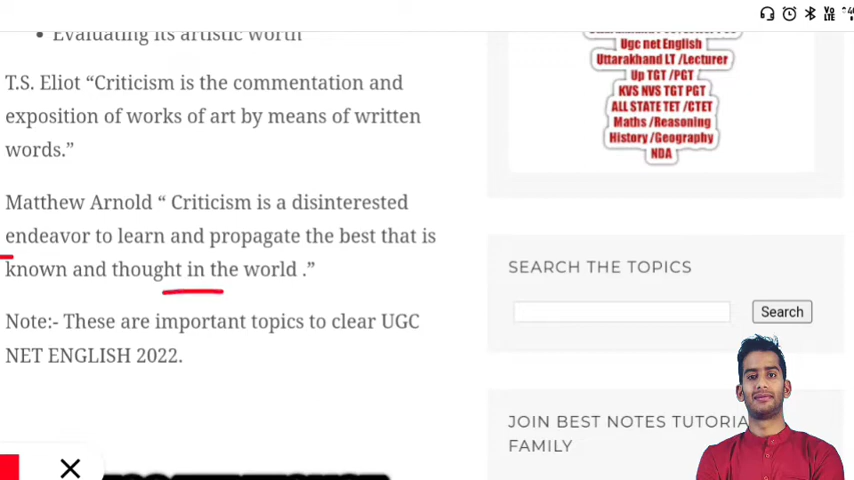 • Evaluating its artistic worth
T.S. Eliot “Criticism is the commentation and
exposition of works of art by means of written
words.”
Matthew Arnold “ Criticism is a disinterested
endeavor to learn and propagate the best that is
known and thought in the world .”
Note:- These are important topics to clear UGC
NET ENGLISH 2022.
Ugc net English
Uttarakhand LT /Lecturer
Up TGT /PGT
KVS NVS TGT PGT
ALL STATE TET /CTET
Maths /Reasoning
History /Geography
NDA
SEARCH THE TOPICS
Search
JOIN BEST NOTES TUTORIA
FAMILY